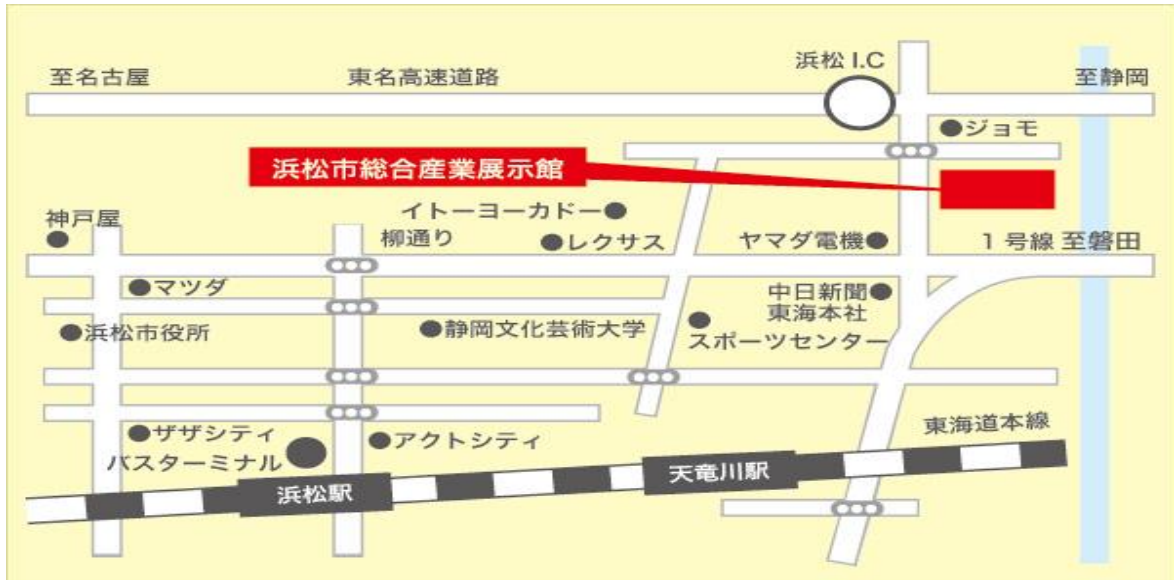 浜松 I.C
至名古屋
東名高速道路
至静岡
ジョモ
浜松市総合産業展示館
イトーヨーカドー
神戸屋
柳通り
レクサス
ヤマダ電機
1 号線 至磐田
マツダ
中日新聞
東海本社
浜松市役所
静岡文化芸術大学
スポーツセンター
ザザシティ
アクトシティ
東海道本線
バスターミナル
天竜川駅
浜松駅